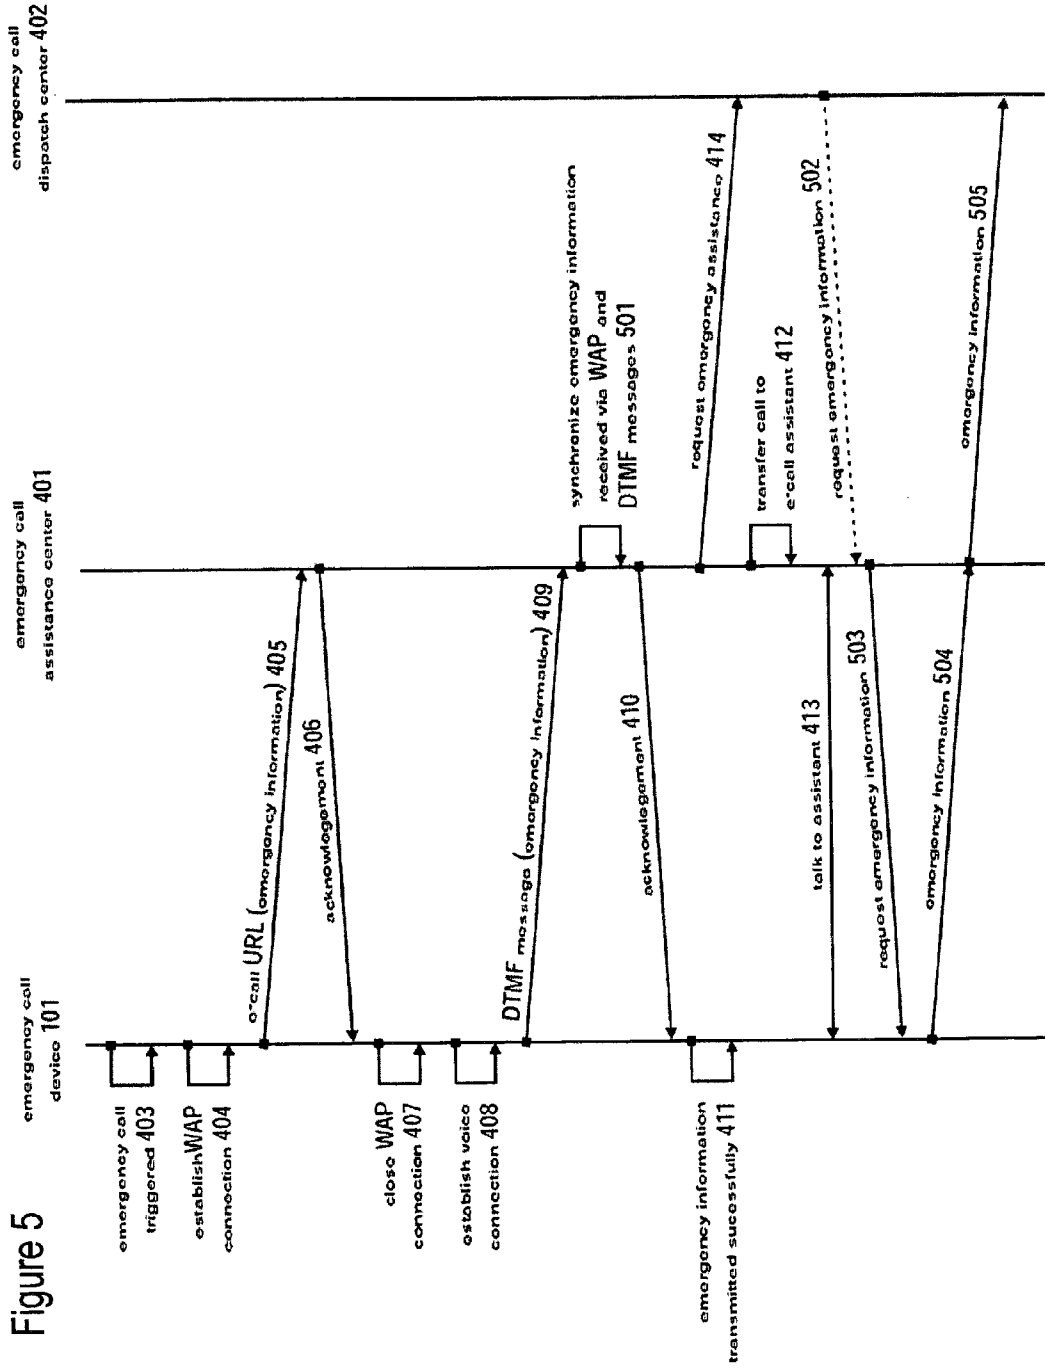 Figure 5
emergency call
device 101
emergency call
assistance center 401
emergency call
dispatch center 402
emergency call
triggered 403
establishWAP
connection 404
e-call URL (emergency information) 405
acknowlegement 406
close WAP
connection 407
establish voice
connection 408
DTMF message (emergency information) 409
synchronize emergency information
received via WAP and
DTMF messages 501
acknowlegement 410
emergency information
transmitted sucessfully 411
request emergency assistance 414
transfer call to
e-call assistant 412
talk to assistant 413
request emergency information 502
request emergency information 503
emergency information 504
emergency information 505